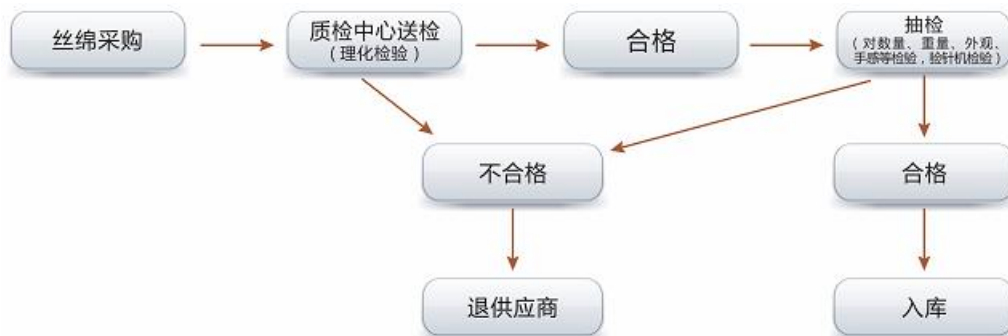 丝绵采购
质检中心送检
(理化检验)
合格
抽检
(对数量、重量、外观、
手感等检验,验针机检验)
不合格
合格
退供应商
入库